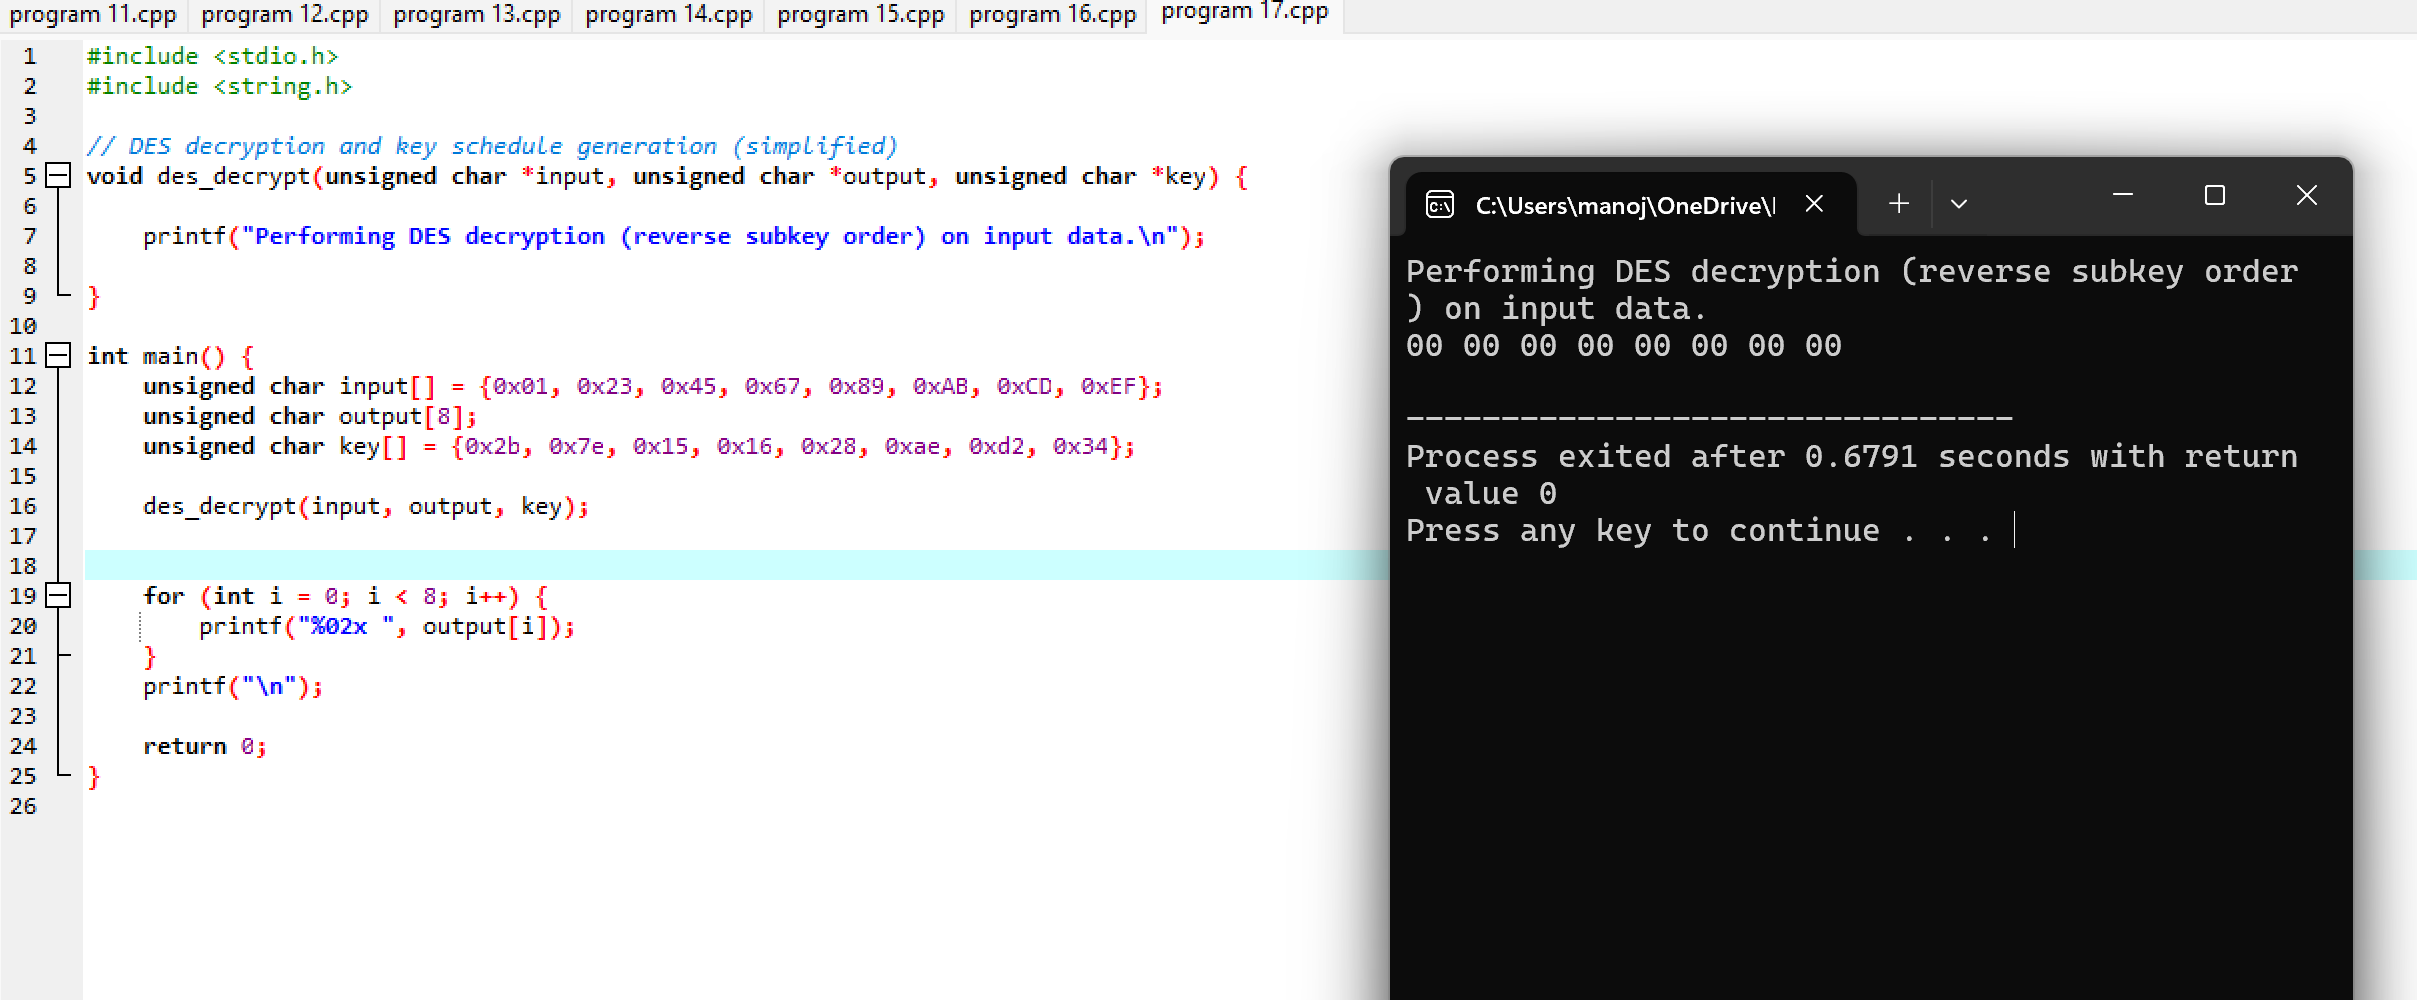 program 11.cpp program 12.cpp program 13.cpp program 14.cpp program 15.cpp program 16.cpp program 17.cpp
1 #include <stdio.h>
2 #include <string.h>
3
4 // DES decryption and key schedule generation (simplified)
5 void des_decrypt(unsigned char *input, unsigned char *output, unsigned char *key) {
6
7 printf("Performing DES decryption (reverse subkey order) on input data.\n");
8
9 }
10
11 int main() {
12 unsigned char input[] = {0x01, 0x23, 0x45, 0x67, 0x89, 0xAB, 0xCD, 0xEF};
13 unsigned char output[8];
14 unsigned char key[] = {0x2b, 0x7e, 0x15, 0x16, 0x28, 0xae, 0xd2, 0x34};
15
16 des_decrypt(input, output, key);
17
18
19 for (int i = 0; i < 8; i++) {
20 printf("%02x ", output[i]);
21 }
22 printf("\n");
23
24 return 0;
25 }
26
C:\Users\manoj\OneDrive\
Performing DES decryption (reverse subkey order
) on input data.
00 00 00 00 00 00 00 00
--------------------------------
Process exited after 0.6791 seconds with return
value 0
Press any key to continue . . .